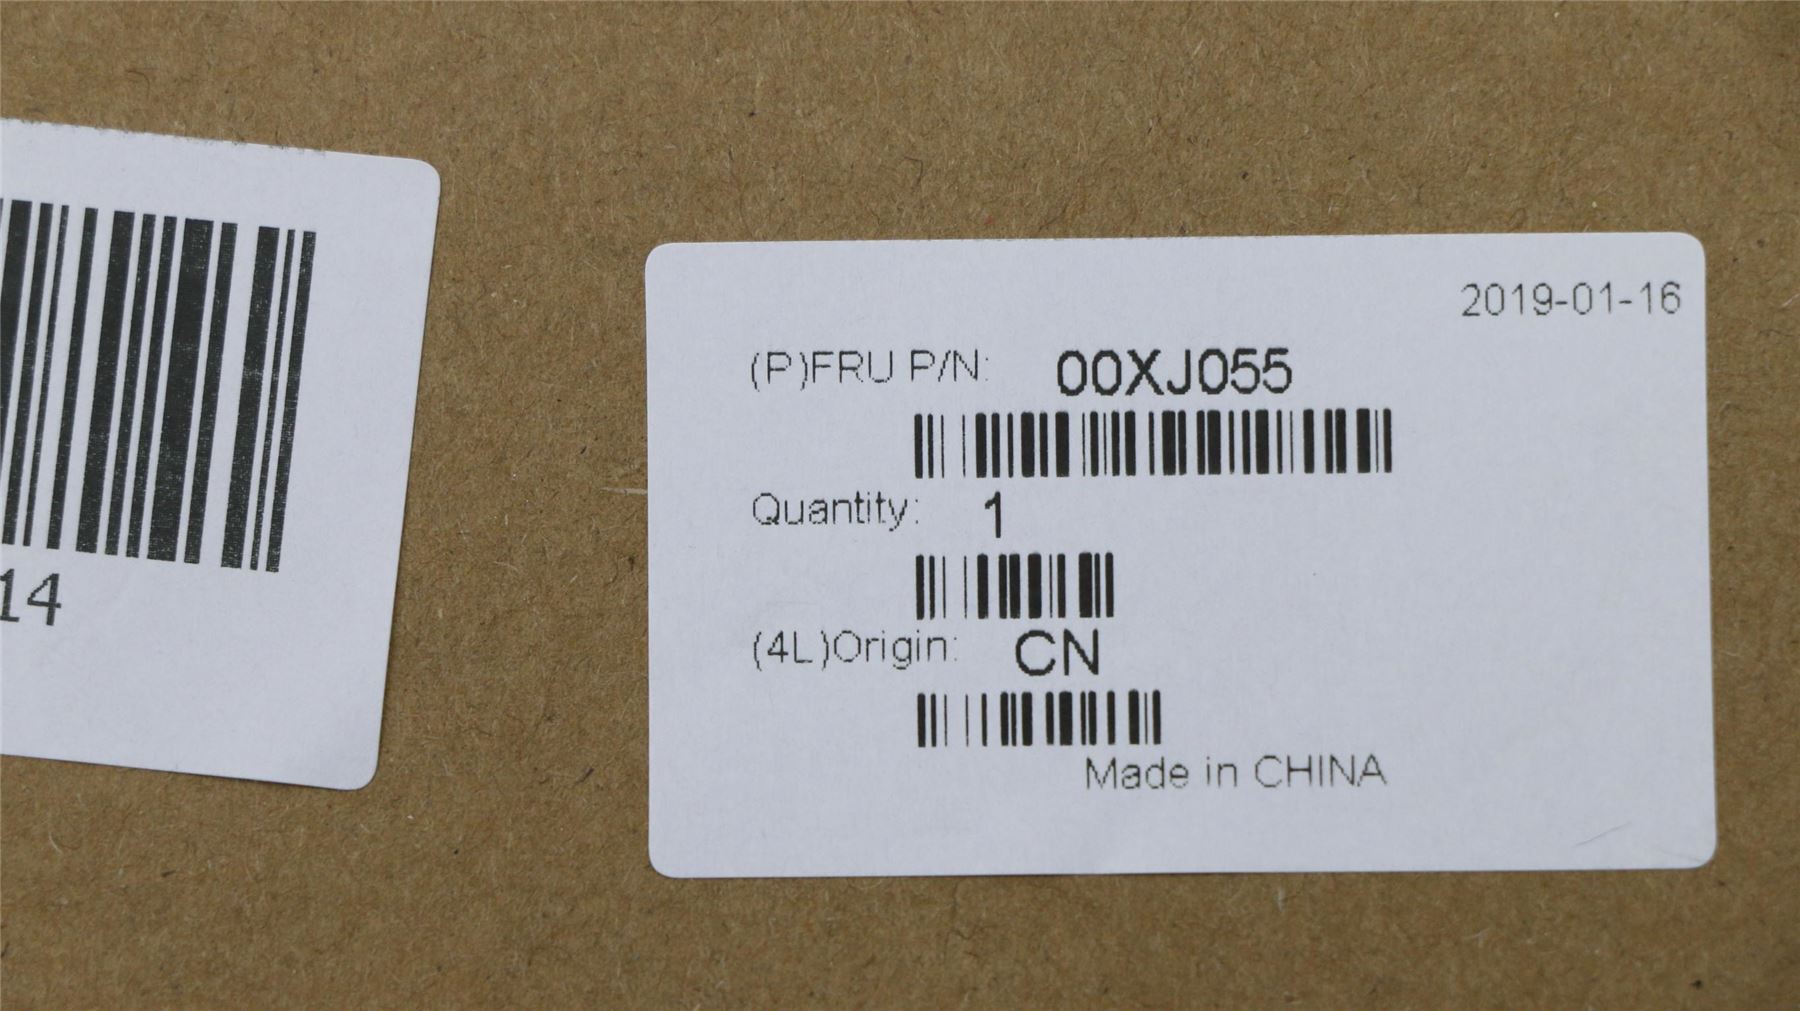 2019-01-16
(P)FRU P/N: 00XJ055
Quantity: 1
(4L)Origin: CN
Made in CHINA
14